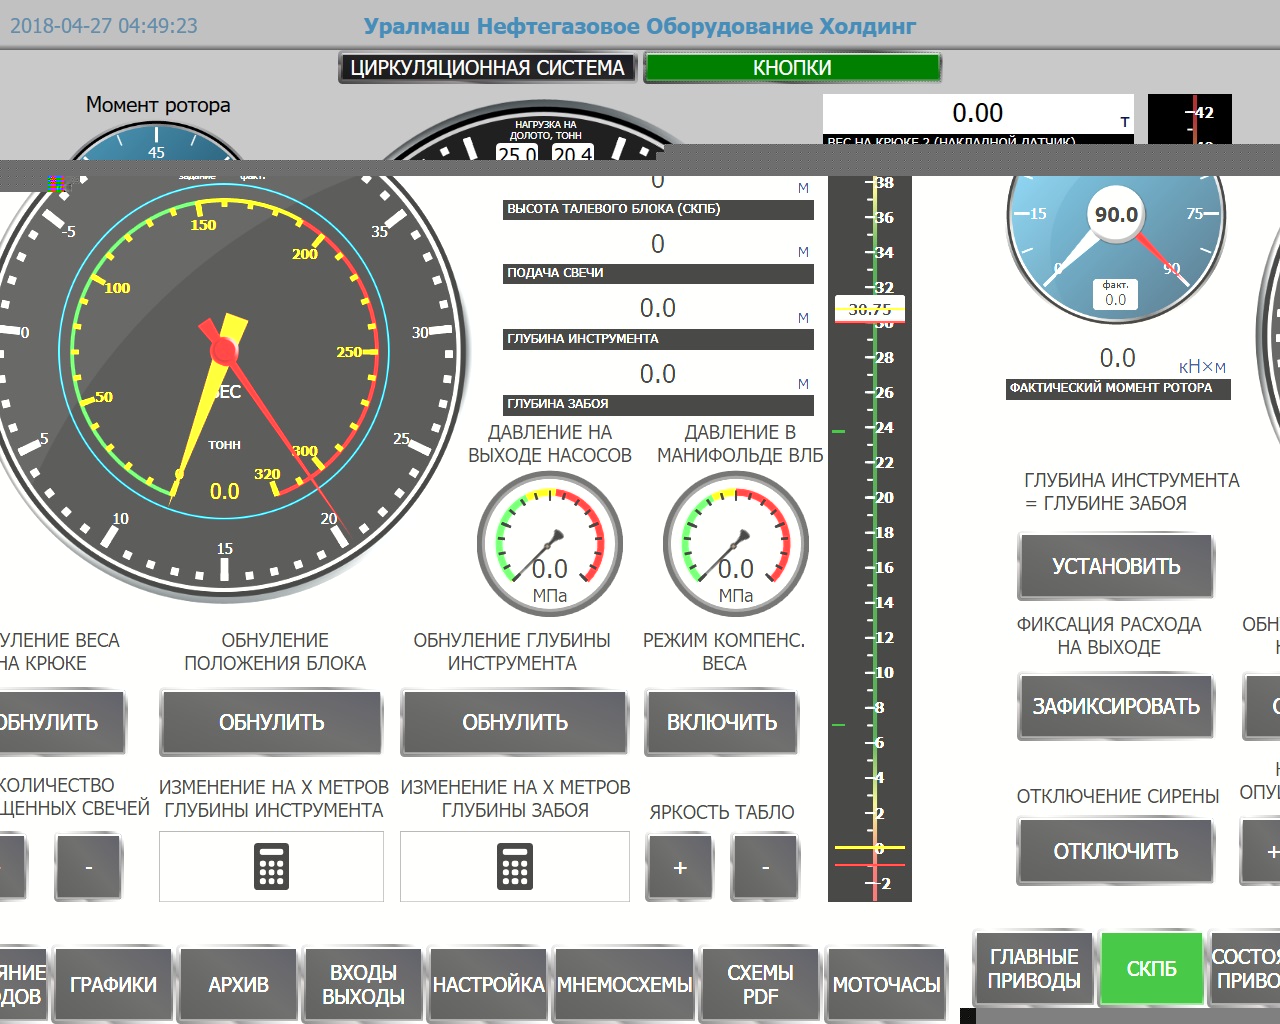 2018-04-27 04:49:23
Уралмаш Нефтегазовое Оборудование Холдинг
ЦИРКУЛЯЦИОННАЯ СИСТЕМА
КНОПКИ
Момент ротора
45
НАГРУЗКА НА
ДОЛОТО, ТОНН
25.0 20.4
0.00
т
ВЕС НА КРЮКЕ 2 (НАКЛАДНОЙ ДАТЧИК)
42
задание факт.
-5
0
5
10
15
20
25
30
35
0
50
100
150
200
250
300
320
ВЕС
тонн
0.0
0
м
ВЫСОТА ТАЛЕВОГО БЛОКА (СКПБ)
0
м
ПОДАЧА СВЕЧИ
0.0
м
ГЛУБИНА ИНСТРУМЕНТА
0.0
м
ГЛУБИНА ЗАБОЯ
38
36
34
32
30.75
30
28
26
24
22
20
18
16
14
12
10
8
6
4
2
0
-2
15
90.0
75
0
90
факт.
0.0
0.0
кН×м
ФАКТИЧЕСКИЙ МОМЕНТ РОТОРА
ДАВЛЕНИЕ НА
ВЫХОДЕ НАСОСОВ
0.0
МПа
ДАВЛЕНИЕ В
МАНИФОЛЬДЕ ВЛБ
0.0
МПа
ГЛУБИНА ИНСТРУМЕНТА
= ГЛУБИНЕ ЗАБОЯ
УСТАНОВИТЬ
ФИКСАЦИЯ РАСХОДА
НА ВЫХОДЕ
ЗАФИКСИРОВАТЬ
ОТКЛЮЧЕНИЕ СИРЕНЫ
ОТКЛЮЧИТЬ
ОБН
ОПУ
+
УЛЕНИЕ ВЕСА
НА КРЮКЕ
ОБНУЛИТЬ
ОБНУЛЕНИЕ
ПОЛОЖЕНИЯ БЛОКА
ОБНУЛИТЬ
ОБНУЛЕНИЕ ГЛУБИНЫ
ИНСТРУМЕНТА
ОБНУЛИТЬ
РЕЖИМ КОМПЕНС.
ВЕСА
ВКЛЮЧИТЬ
КОЛИЧЕСТВО
ЩЕННЫХ СВЕЧЕЙ
-
ИЗМЕНЕНИЕ НА X МЕТРОВ
ГЛУБИНЫ ИНСТРУМЕНТА
ИЗМЕНЕНИЕ НА X МЕТРОВ
ГЛУБИНЫ ЗАБОЯ
ЯРКОСТЬ ТАБЛО
+ -
ЯНИЕ
ДОВ
ГРАФИКИ
АРХИВ
ВХОДЫ
ВЫХОДЫ
НАСТРОЙКА
МНЕМОСХЕМЫ
СХЕМЫ
PDF
МОТОЧАСЫ
ГЛАВНЫЕ
ПРИВОДЫ
СКПБ
СОСТОЯ
ПРИВО